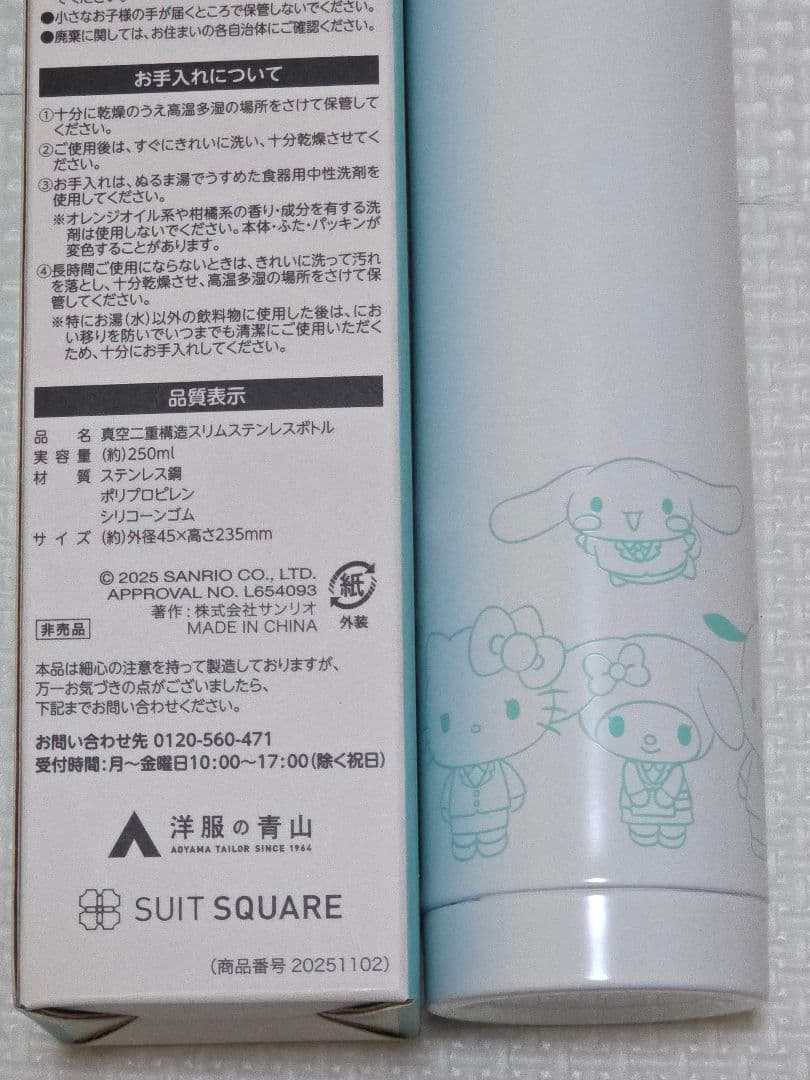 でください。
●小さなお子様の手が届くところで保管しないでください。
●廃棄に関しては、お住まいの各自治体にご確認ください。
お手入れについて
①十分に乾燥のうえ高温多湿の場所をさけて保管して
ください。
②ご使用後は、すぐにきれいに洗い、十分乾燥させてく
ださい。
③お手入れは、ぬるま湯でうすめた食器用中性洗剤を
使用してください。
※オレンジオイル系や柑橘系の香り・成分を有する洗
剤は使用しないでください。本体・ふた・パッキンが
変色することがあります。
④長時間ご使用にならないときは、きれいに洗って汚れ
を落とし、十分乾燥させ、高温多湿の場所をさけて保
管してください。
※特にお湯(水)以外の飲料物に使用した後は、にお
い移りを防いでいつまでも清潔にご使用いただく
ため、十分にお手入れしてください。
品質表示
品名 真空二重構造スリムステンレスボトル
実容量 (約)250ml
材質 ステンレス鋼
ポリプロピレン
シリコーンゴム
サイズ (約)外径45×高さ235mm
© 2025 SANRIO CO., LTD.
APPROVAL NO. L654093
著作:株式会社サンリオ
MADE IN CHINA
紙
外装
非売品
本品は細心の注意を持って製造しておりますが、
万一お気づきの点がございましたら、
下記までお問い合わせください。
お問い合わせ先 0120-560-471
受付時間:月～金曜日10:00～17:00(除く祝日)
洋服の青山
AOYAMA TAILOR SINCE 1964
SUIT SQUARE
(商品番号 20251102)